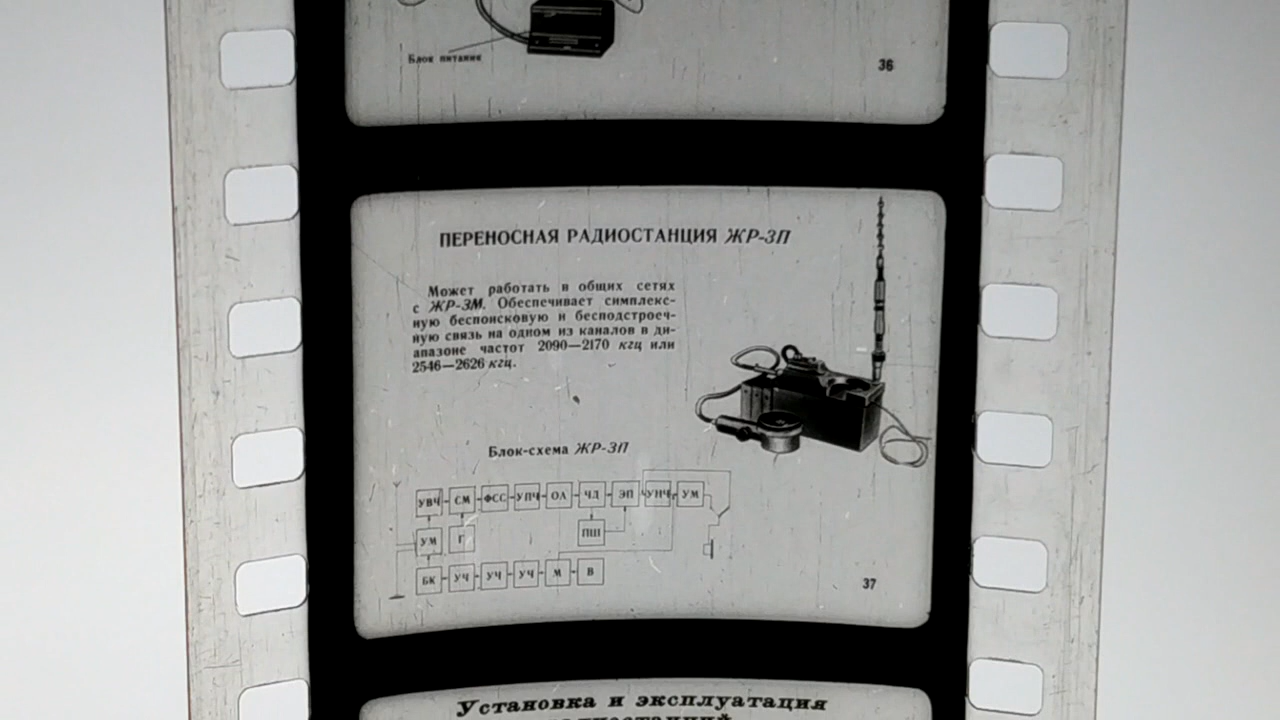 Блок питания
36
ПЕРЕНОСНАЯ РАДИОСТАНЦИЯ ЖР-3П
Может работать в общих сетях
с ЖР-3М. Обеспечивает симплекс-
ную беспоисковую и бесподстроеч-
ную связь на одном из каналов в ди-
апазоне частот 2090—2170 кгц или
2546—2626 кгц.
Блок-схема ЖР-3П
УВЧ СМ ФСС УПЧ ОЛ ЧД ЭП УНЧ УМ
УМ Г ПШ
БК УЧ УЧ УЧ М В
37
Установка и эксплуатация